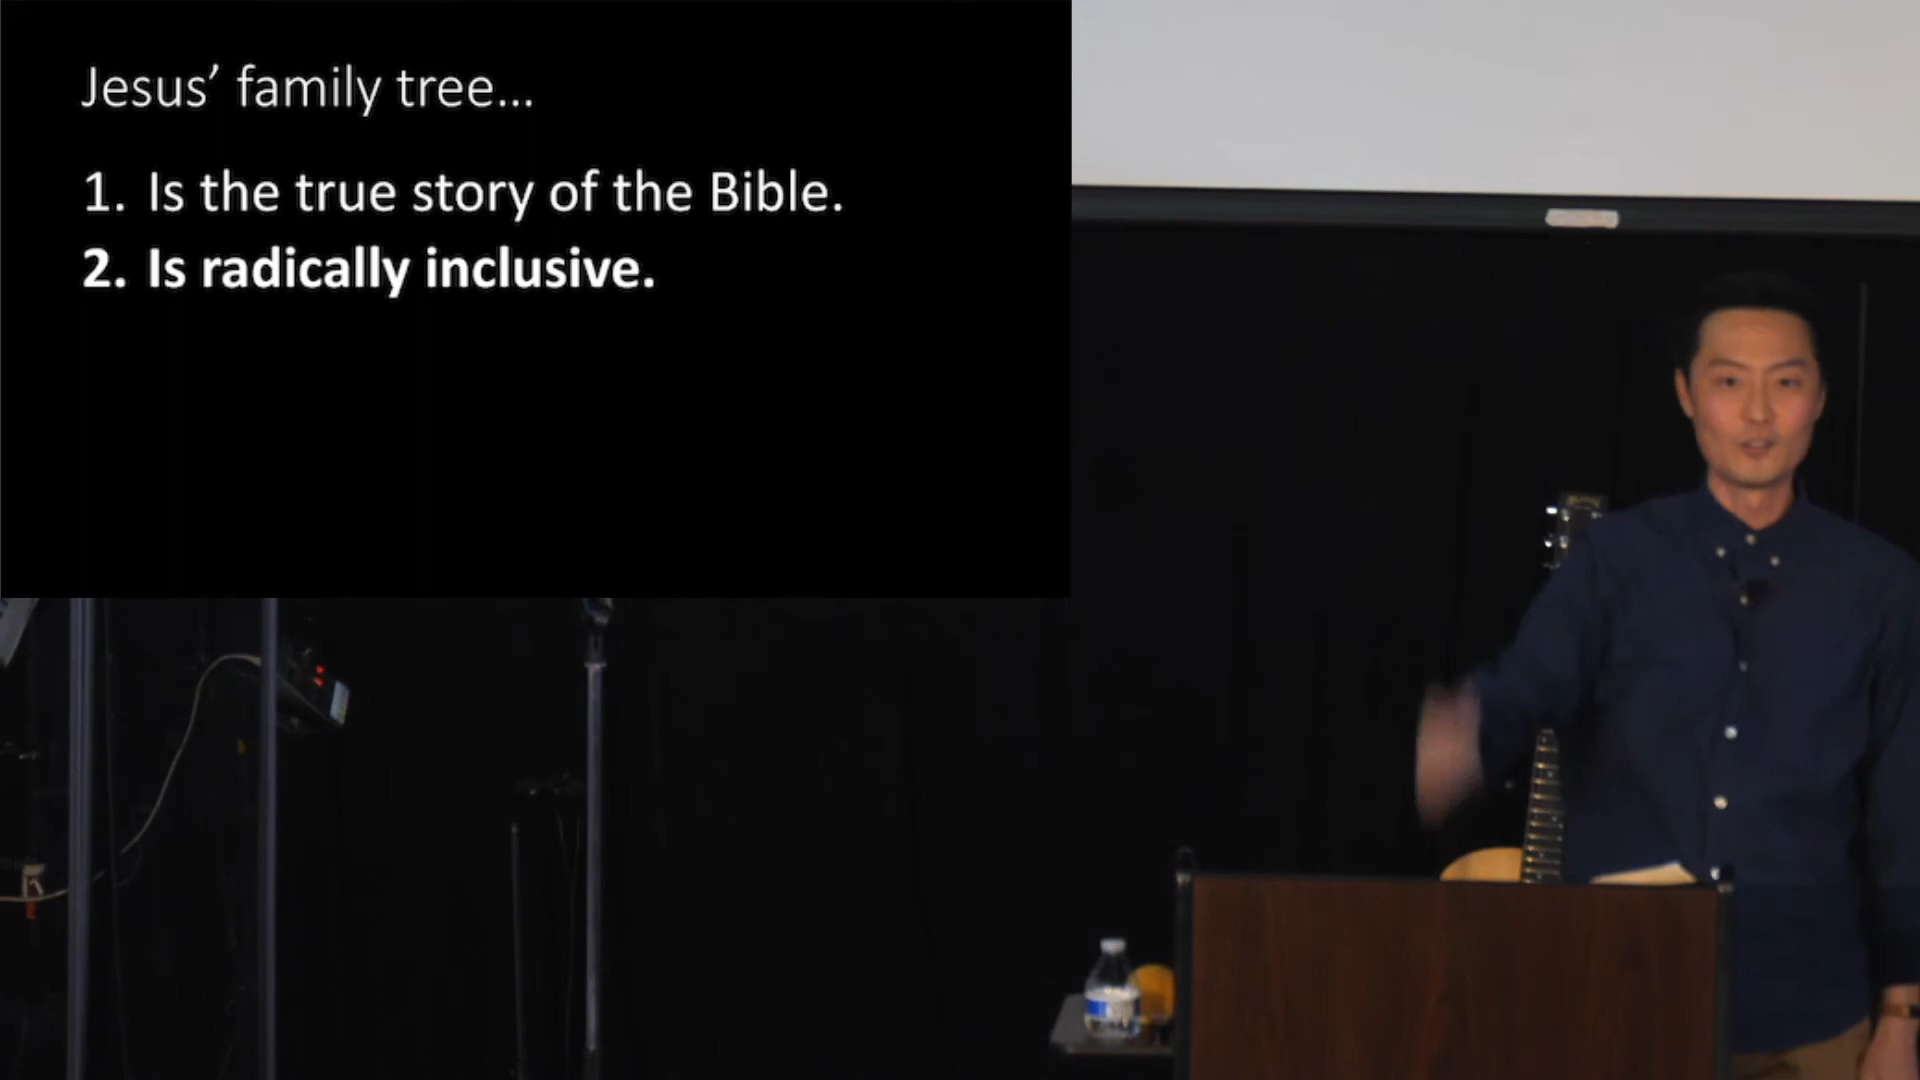 Jesus’ family tree…
1. Is the true story of the Bible.
2. Is radically inclusive.